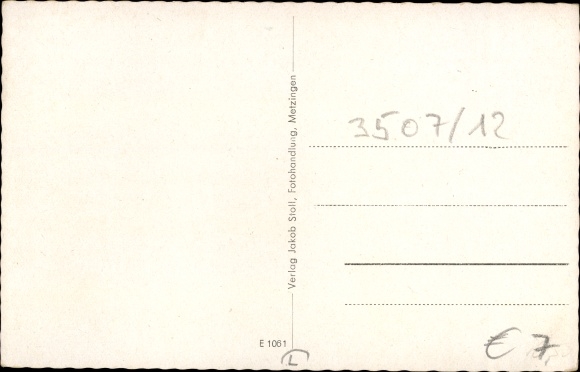 Verlag Jakob Stoll, Fotohandlung, Metzingen
3507/12
E 1061
L
€ 7,